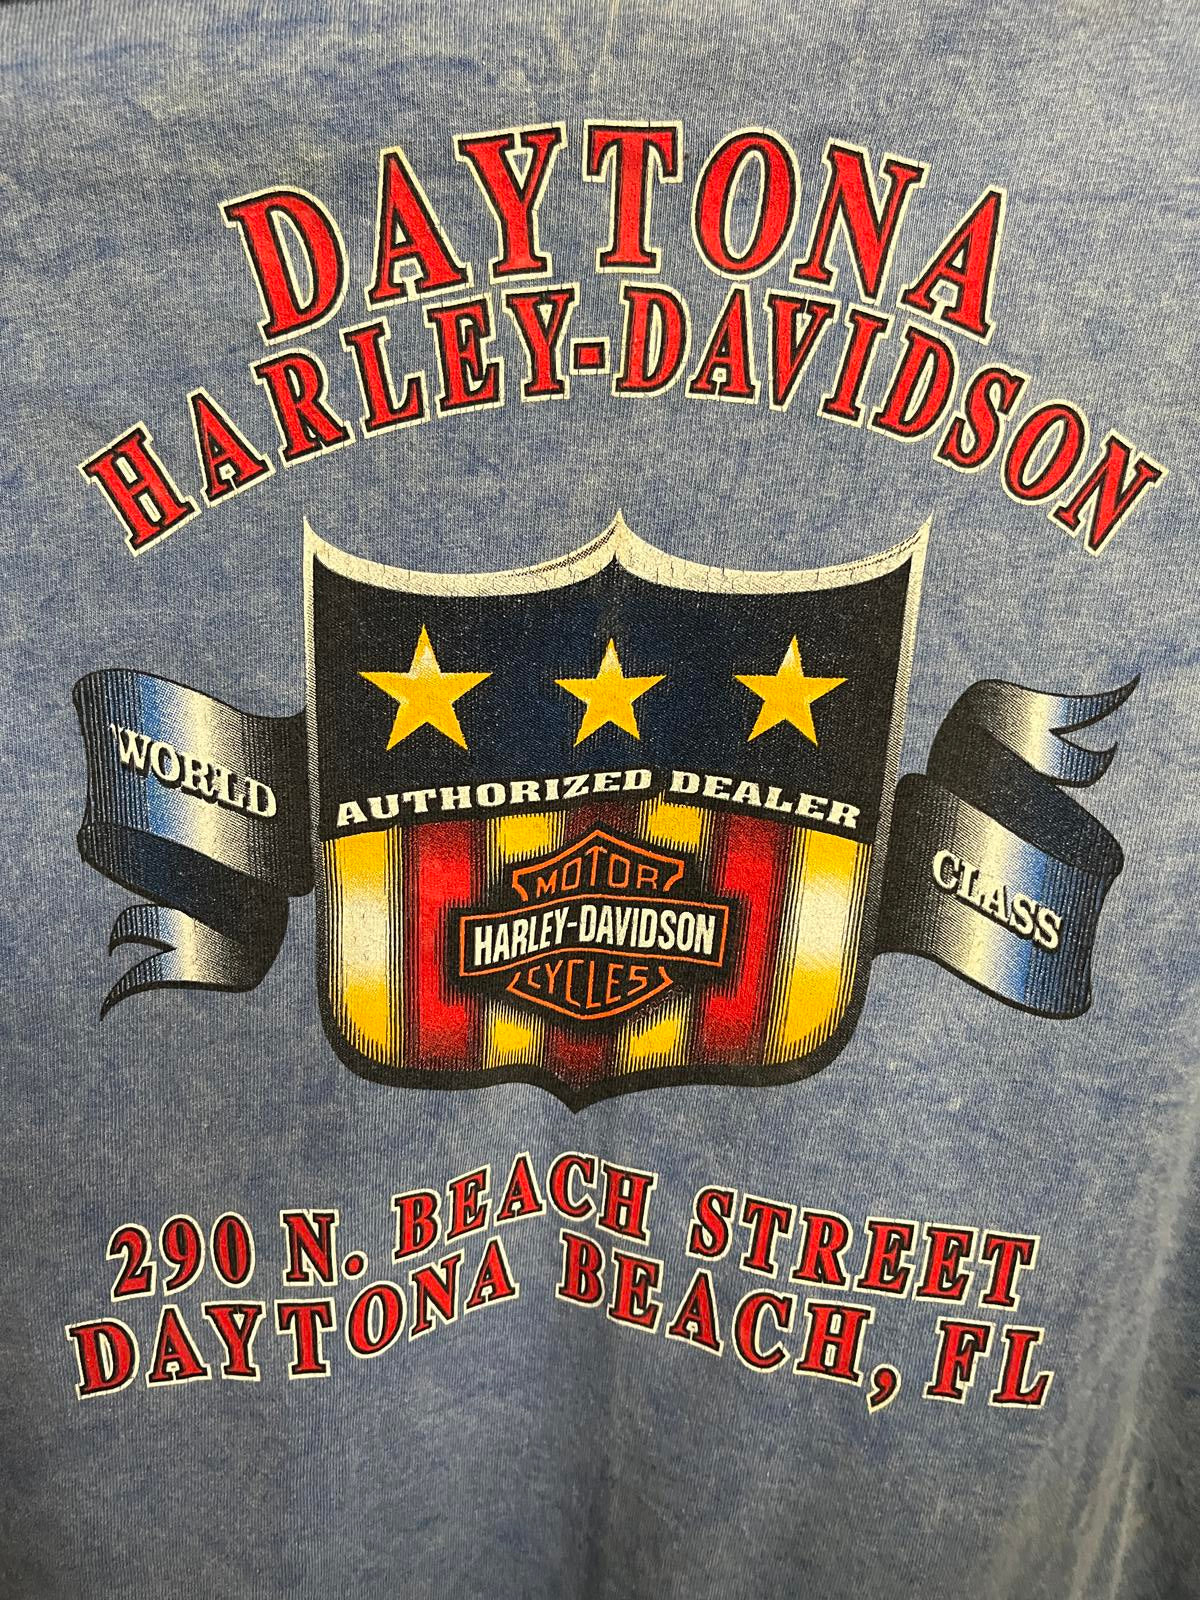 DAYTONA
HARLEY-DAVIDSON
WORLD
AUTHORIZED DEALER
CLASS
MOTOR
HARLEY-DAVIDSON
CYCLES
290 N. BEACH STREET
DAYTONA BEACH, FL